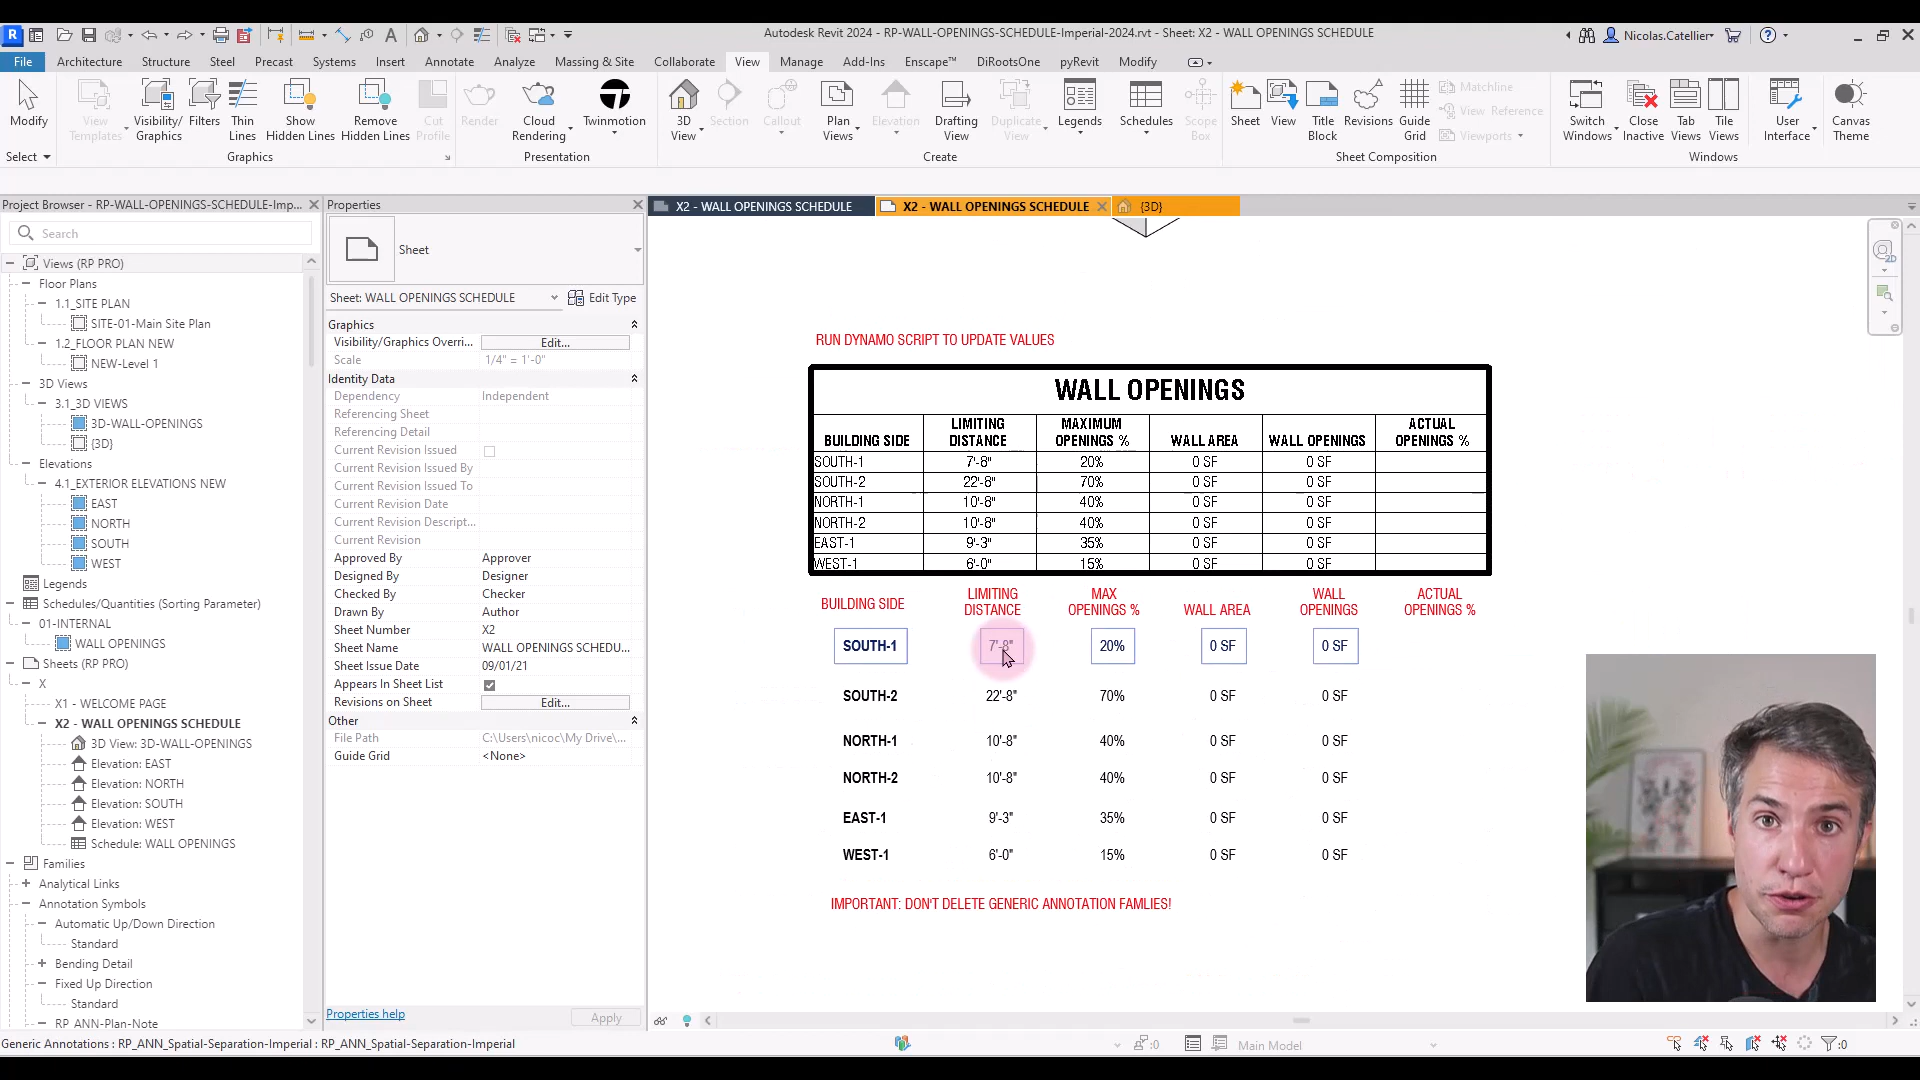 Autodesk Revit 2024 - RP-WALL-OPENINGS-SCHEDULE-Imperial-2024.rvt - Sheet: X2 - WALL OPENINGS SCHEDULE
Nicolas.Catellier
File Architecture Structure Steel Precast Systems Insert Annotate Analyze Massing & Site Collaborate View Manage Add-Ins Enscape™ DiRootsOne pyRevit Modify
Modify
View Templates
Visibility/ Graphics
Filters
Thin Lines
Show Hidden Lines
Remove Hidden Lines
Cut Profile
Render
Cloud Rendering
Twinmotion
3D View
Section
Callout
Plan Views
Elevation
Drafting View
Duplicate View
Legends
Schedules
Scope Box
Sheet
View
Title Block
Revisions
Guide Grid
Matchline
View Reference
Viewports
Switch Windows
Close Inactive
Tab Views
Tile Views
User Interface
Canvas Theme
Select
Graphics
Presentation
Create
Sheet Composition
Windows
Project Browser - RP-WALL-OPENINGS-SCHEDULE-Imp...
Search
Views (RP PRO)
Floor Plans
1.1_SITE PLAN
SITE-01-Main Site Plan
1.2_FLOOR PLAN NEW
NEW-Level 1
3D Views
3.1_3D VIEWS
3D-WALL-OPENINGS
{3D}
Elevations
4.1_EXTERIOR ELEVATIONS NEW
EAST
NORTH
SOUTH
WEST
Legends
Schedules/Quantities (Sorting Parameter)
01-INTERNAL
WALL OPENINGS
Sheets (RP PRO)
X
X1 - WELCOME PAGE
X2 - WALL OPENINGS SCHEDULE
3D View: 3D-WALL-OPENINGS
Elevation: EAST
Elevation: NORTH
Elevation: SOUTH
Elevation: WEST
Schedule: WALL OPENINGS
Families
Analytical Links
Annotation Symbols
Automatic Up/Down Direction
Standard
Bending Detail
Fixed Up Direction
Standard
RP_ANN-Plan-Note
Properties
Sheet
Sheet: WALL OPENINGS SCHEDULE
Edit Type
Graphics
Visibility/Graphics Overri... Edit...
Scale 1/4" = 1'-0"
Identity Data
Dependency Independent
Referencing Sheet
Referencing Detail
Current Revision Issued
Current Revision Issued By
Current Revision Issued To
Current Revision Date
Current Revision Descript...
Current Revision
Approved By Approver
Designed By Designer
Checked By Checker
Drawn By Author
Sheet Number X2
Sheet Name WALL OPENINGS SCHEDU...
Sheet Issue Date 09/01/21
Appears In Sheet List
Revisions on Sheet Edit...
Other
File Path C:\Users\nicoc\My Drive\...
Guide Grid <None>
Properties help
Apply
X2 - WALL OPENINGS SCHEDULE
X2 - WALL OPENINGS SCHEDULE
{3D}
2D
RUN DYNAMO SCRIPT TO UPDATE VALUES
WALL OPENINGS
BUILDING SIDE LIMITING DISTANCE MAXIMUM OPENINGS % WALL AREA WALL OPENINGS ACTUAL OPENINGS %
SOUTH-1 7'-8" 20% 0 SF 0 SF
SOUTH-2 22'-8" 70% 0 SF 0 SF
NORTH-1 10'-8" 40% 0 SF 0 SF
NORTH-2 10'-8" 40% 0 SF 0 SF
EAST-1 9'-3" 35% 0 SF 0 SF
WEST-1 6'-0" 15% 0 SF 0 SF
BUILDING SIDE LIMITING DISTANCE MAX OPENINGS % WALL AREA WALL OPENINGS ACTUAL OPENINGS %
SOUTH-1 7'-8" 20% 0 SF 0 SF
SOUTH-2 22'-8" 70% 0 SF 0 SF
NORTH-1 10'-8" 40% 0 SF 0 SF
NORTH-2 10'-8" 40% 0 SF 0 SF
EAST-1 9'-3" 35% 0 SF 0 SF
WEST-1 6'-0" 15% 0 SF 0 SF
IMPORTANT: DON'T DELETE GENERIC ANNOTATION FAMLIES!
Generic Annotations : RP_ANN_Spatial-Separation-Imperial : RP_ANN_Spatial-Separation-Imperial
:0
Main Model
:0